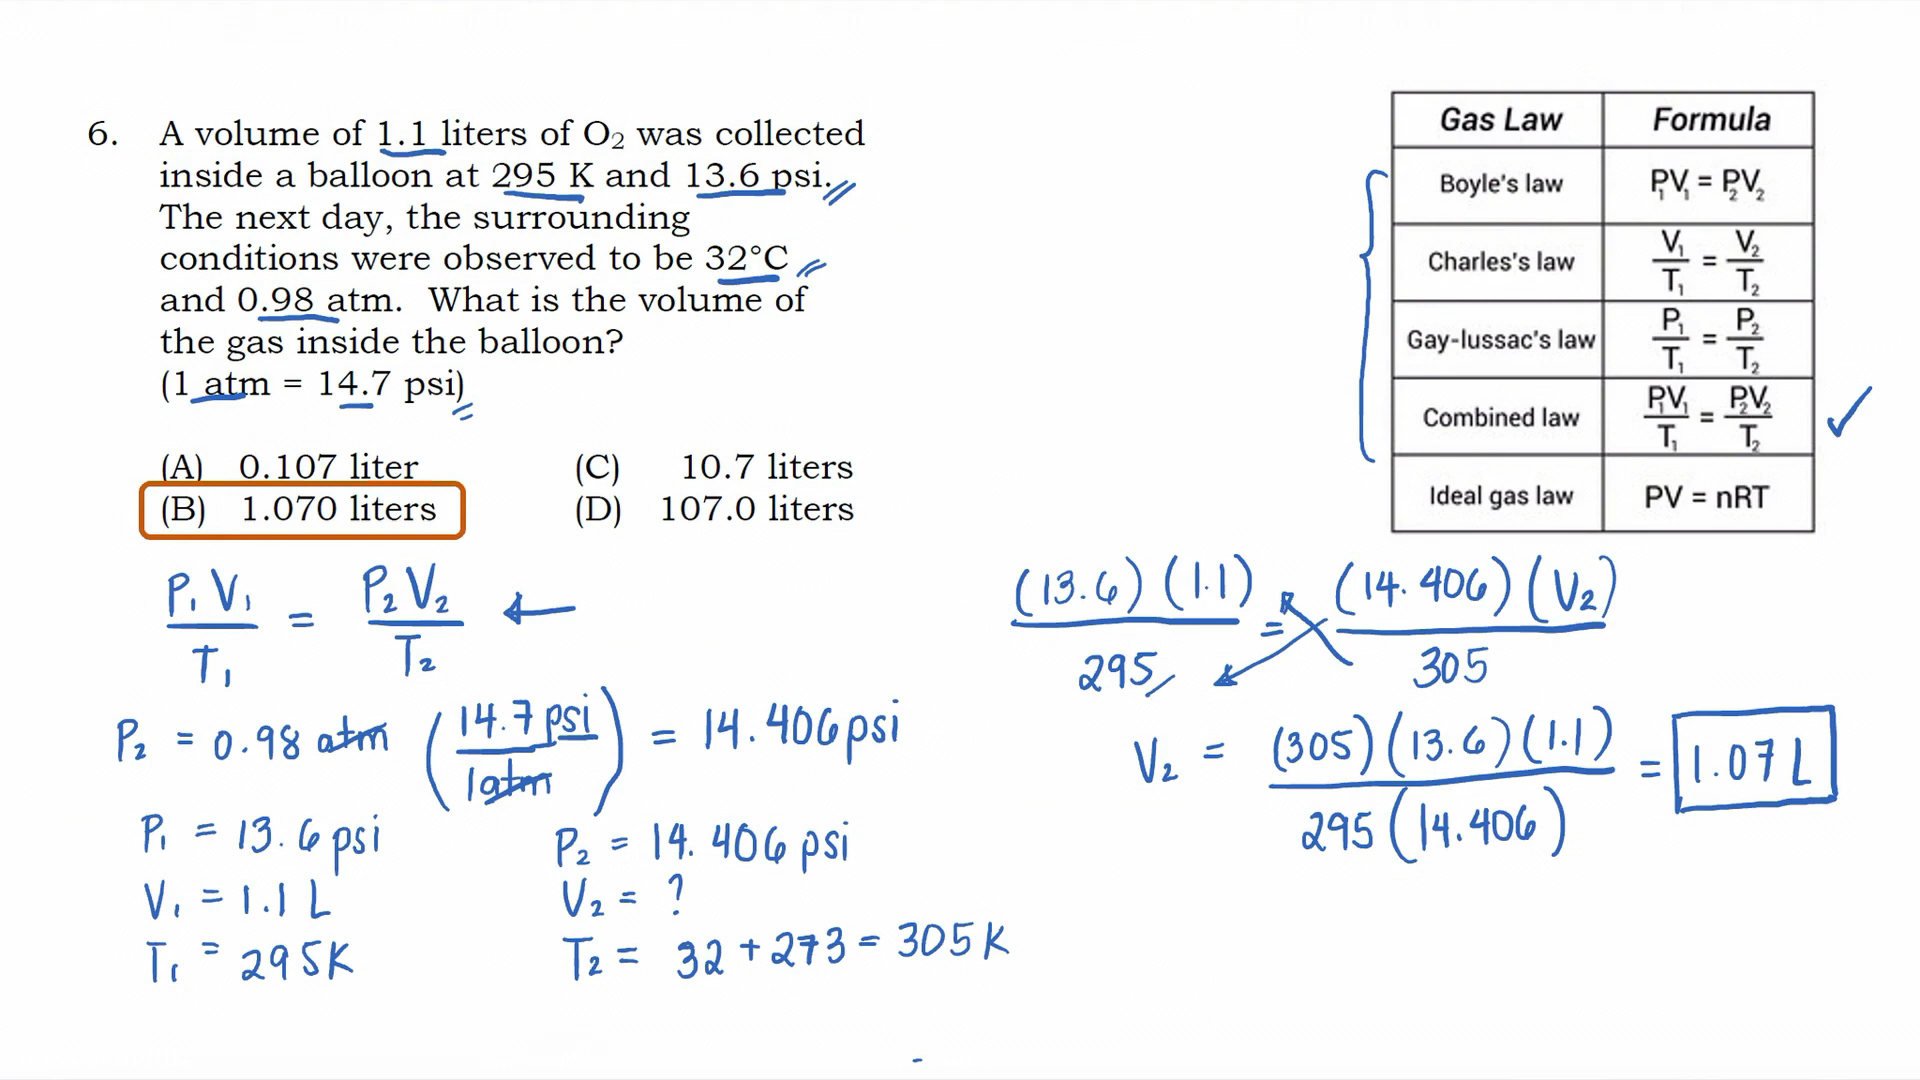 6. A volume of 1.1 liters of O₂ was collected
inside a balloon at 295 K and 13.6 psi.
The next day, the surrounding
conditions were observed to be 32°C
and 0.98 atm. What is the volume of
the gas inside the balloon?
(1 atm = 14.7 psi)
(A) 0.107 liter (C) 10.7 liters
(B) 1.070 liters (D) 107.0 liters
Gas Law Formula
Boyle's law P₁V₁ = P₂V₂
Charles's law V₁/T₁ = V₂/T₂
Gay-lussac's law P₁/T₁ = P₂/T₂
Combined law P₁V₁/T₁ = P₂V₂/T₂
Ideal gas law PV = nRT
P₁V₁/T₁ = P₂V₂/T₂
P₂ = 0.98 atm (14.7 psi/1 atm) = 14.406 psi
P₁ = 13.6 psi
V₁ = 1.1 L
T₁ = 295K
P₂ = 14.406 psi
V₂ = ?
T₂ = 32 + 273 = 305 K
(13.6)(1.1)/295 = (14.406)(V₂)/305
V₂ = (305)(13.6)(1.1)/295(14.406) = 1.07 L